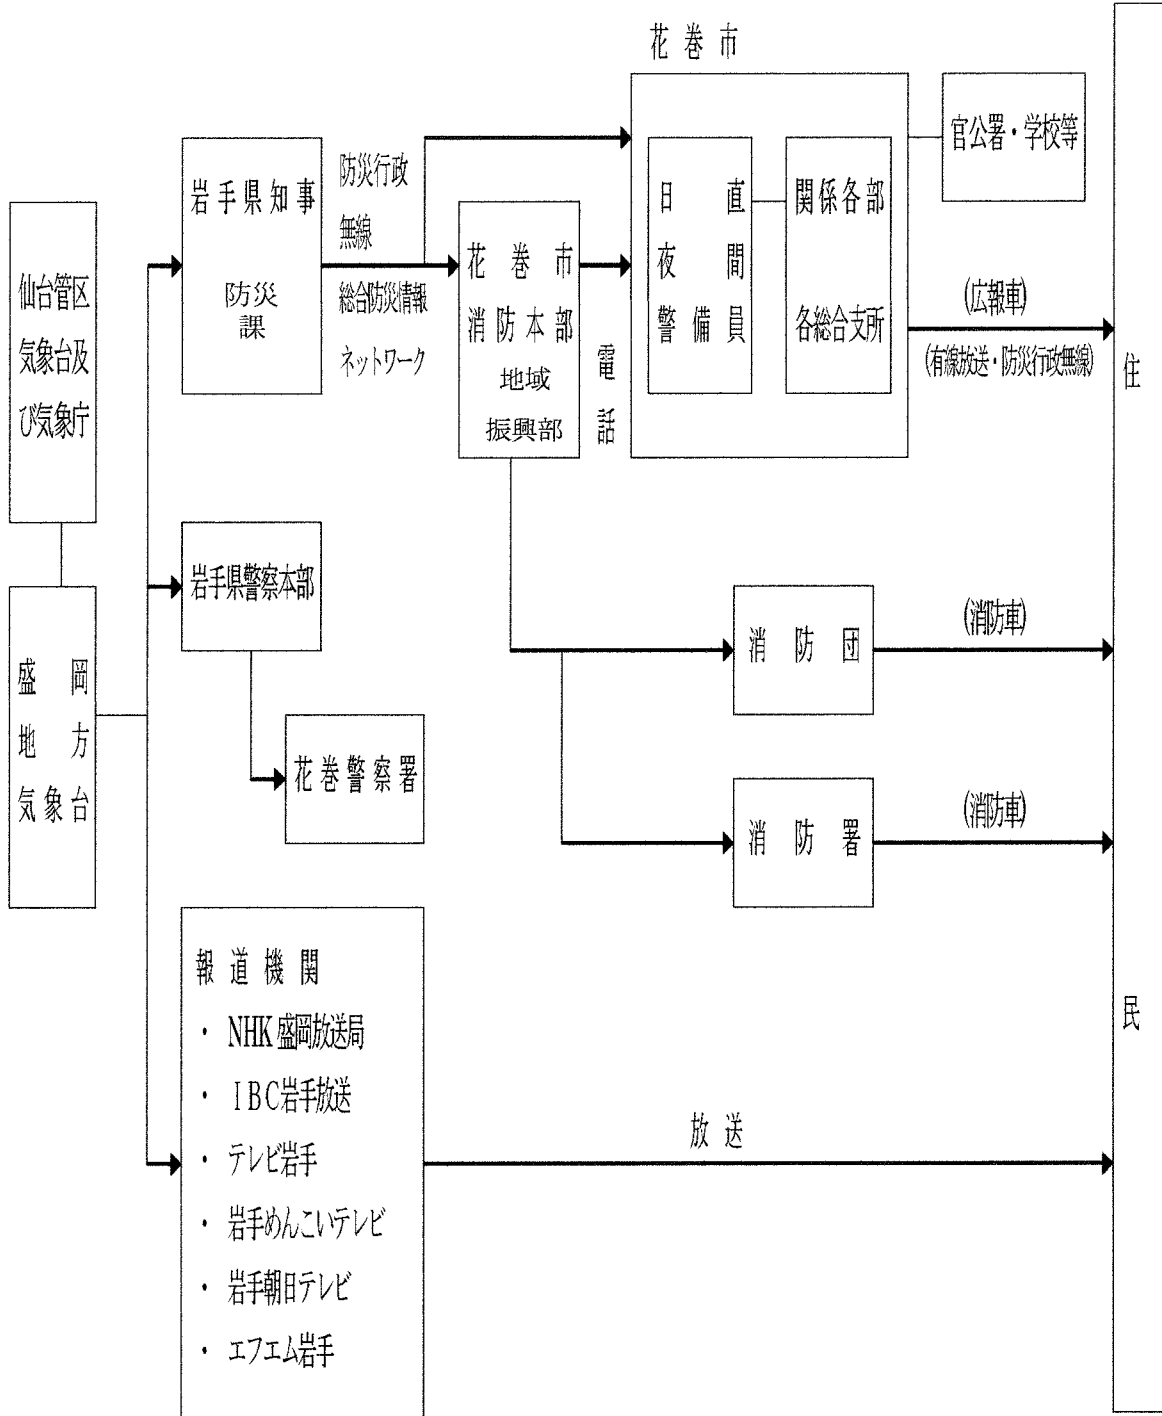 花巻市
官公署・学校等
岩手県知事
防災
課
防災行政
無線
総合防災情報
ネットワーク
花巻市
消防本部
地域
振興部
電
話
日直
夜間
警備員
関係各部
各総合支所
(広報車)
(有線放送・防災行政無線)
仙台管区
気象台及
び気象庁
盛岡
地方
気象台
岩手県警察本部
花巻警察署
消防団
(消防車)
消防署
(消防車)
報道機関
・ NHK盛岡放送局
・ IBC岩手放送
・ テレビ岩手
・ 岩手めんこいテレビ
・ 岩手朝日テレビ
・ エフエム岩手
放送
住
民